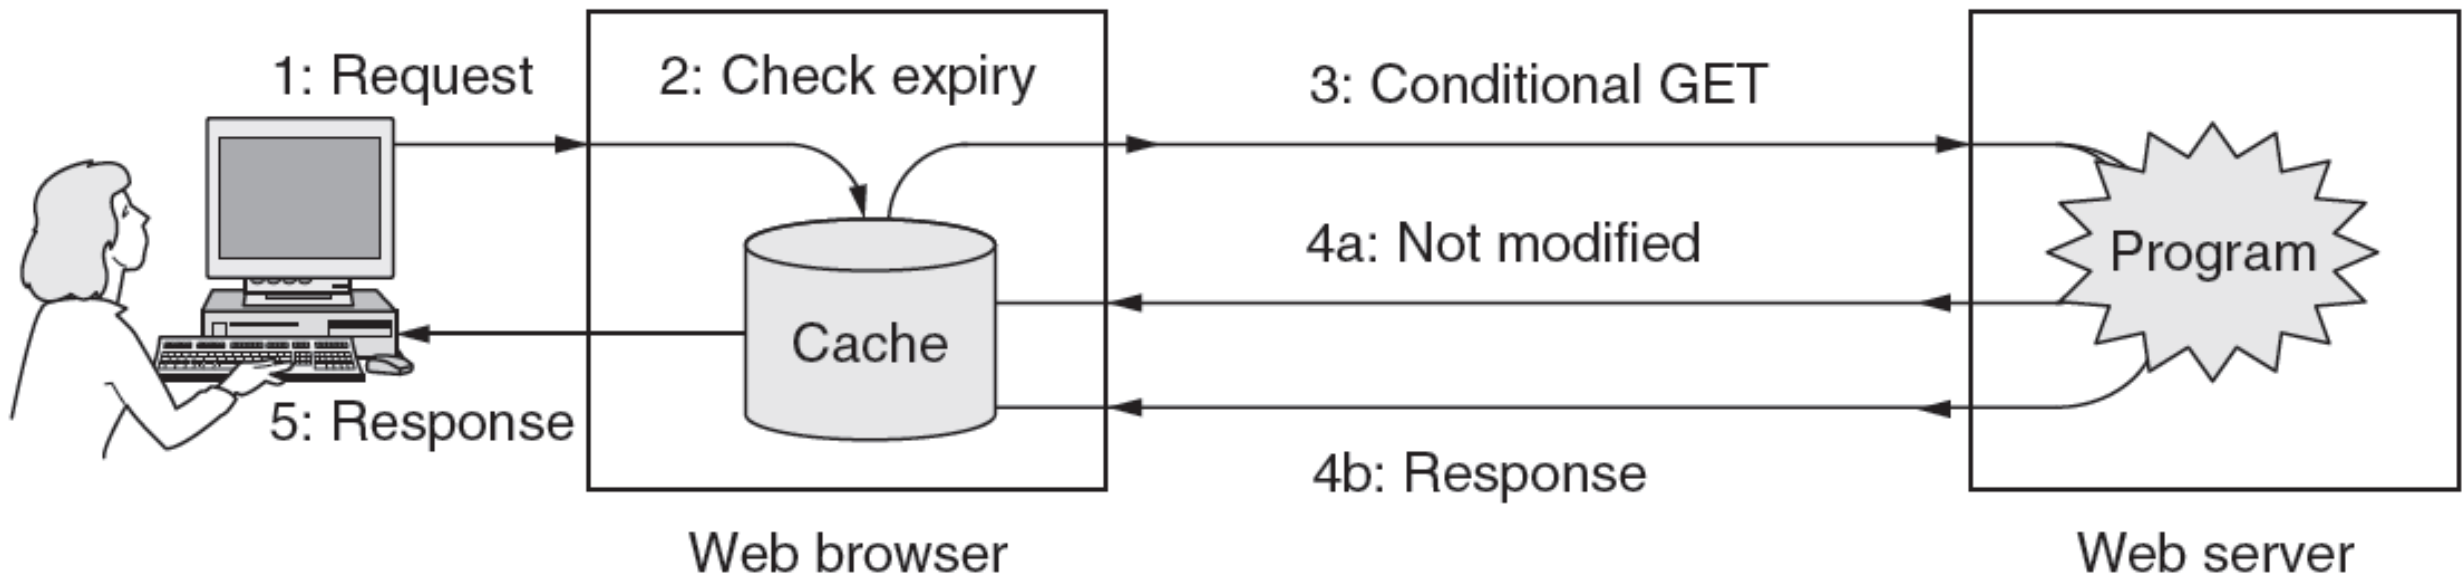 1: Request
2: Check expiry
3: Conditional GET
4a: Not modified
Program
Cache
5: Response
4b: Response
Web browser
Web server